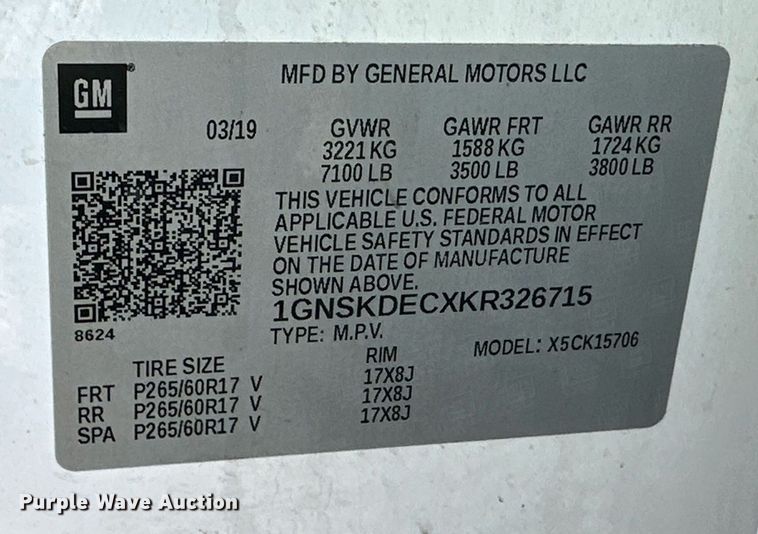 GM®
MFD BY GENERAL MOTORS LLC
03/19
GVWR GAWR FRT GAWR RR
3221 KG 1588 KG 1724 KG
7100 LB 3500 LB 3800 LB
THIS VEHICLE CONFORMS TO ALL
APPLICABLE U.S. FEDERAL MOTOR
VEHICLE SAFETY STANDARDS IN EFFECT
ON THE DATE OF MANUFACTURE
SHOWN ABOVE.
1GNSKDECXKR326715
8624
TYPE: M.P.V. MODEL: X5CK15706
TIRE SIZE RIM
FRT P265/60R17 V 17X8J
RR P265/60R17 V 17X8J
SPA P265/60R17 V 17X8J
Purple Wave Auction